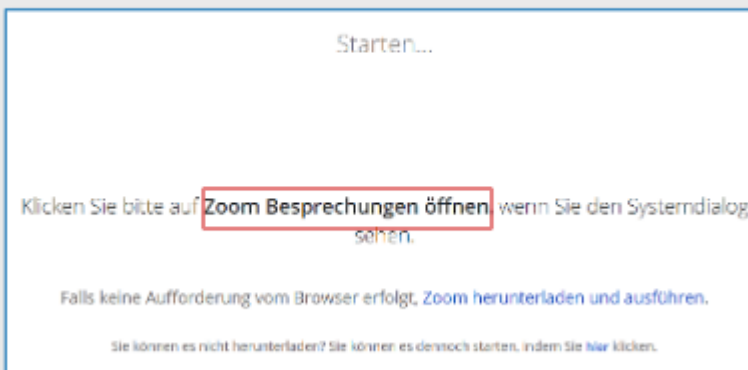 Starten...
Klicken Sie bitte auf Zoom Besprechungen öffnen, wenn Sie den Systemdialog
sehen.
Falls keine Aufforderung vom Browser erfolgt, Zoom herunterladen und ausführen.
Sie können es nicht herunterladen? Sie können es dennoch starten, indem Sie hier klicken.